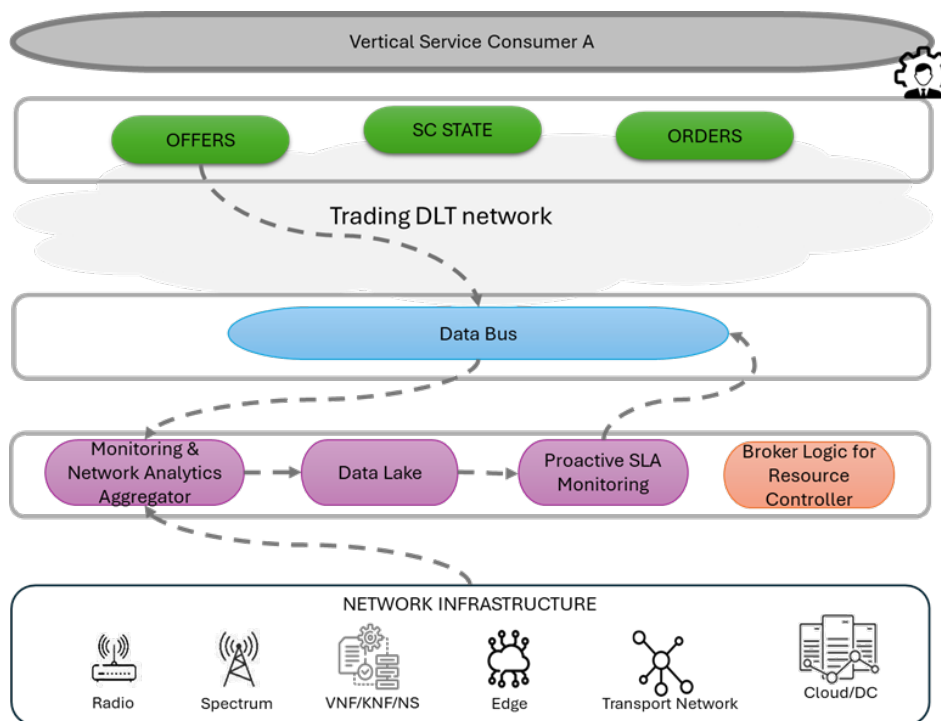 Vertical Service Consumer A
OFFERS
SC STATE
ORDERS
Trading DLT network
Data Bus
Monitoring &
Network Analytics
Aggregator
Data Lake
Proactive SLA
Monitoring
Broker Logic for
Resource
Controller
NETWORK INFRASTRUCTURE
Radio
Spectrum
VNF/KNF/NS
Edge
Transport Network
Cloud/DC